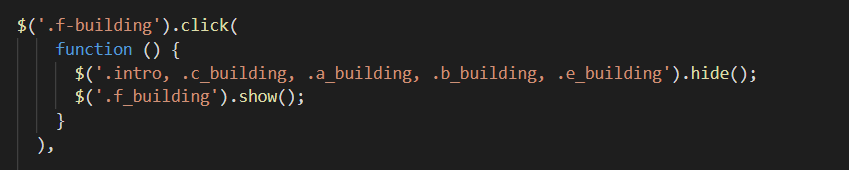 $('.f-building').click(
function () {
$('.intro, .c_building, .a_building, .b_building, .e_building').hide();
$('.f_building').show();
}
),